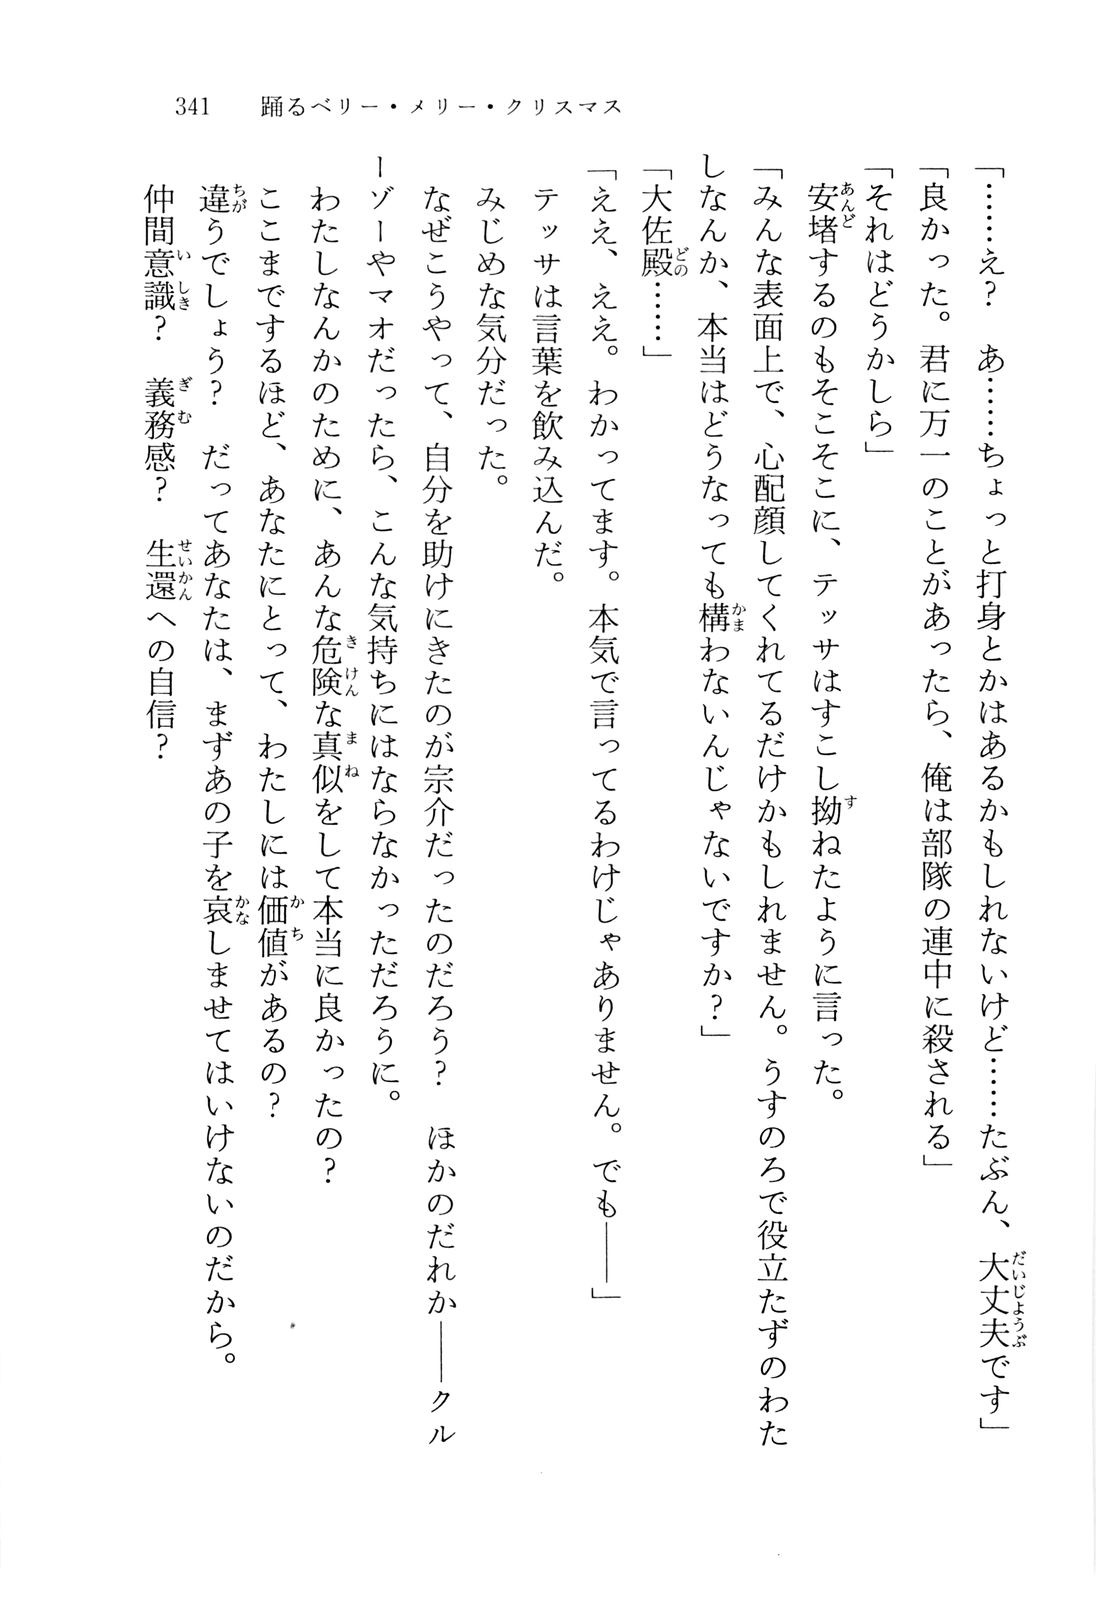 341　踊るベリー・メリー・クリスマス
「……え？　あ……ちょっと打身とかはあるかもしれないけど……たぶん、大丈夫です」
「良かった。君に万一のことがあったら、俺は部隊の連中に殺される」
「それはどうかしら」
安堵するのもそこそこに、テッサはすこし拗ねたように言った。
「みんな表面上で、心配顔してくれてるだけかもしれません。うすのろで役立たずのわた
しなんか、本当はどうなっても構わないんじゃないですか？」
「大佐殿……」
「ええ、ええ。わかってます。本気で言ってるわけじゃありません。でも――」
テッサは言葉を飲み込んだ。
みじめな気分だった。
なぜこうやって、自分を助けにきたのが宗介だったのだろう？　ほかのだれか――クル
ーゾーやマオだったら、こんな気持ちにはならなかっただろうに。
わたしなんかのために、あんな危険な真似をして本当に良かったの？
ここまでするほど、あなたにとって、わたしには価値があるの？
違うでしょう？　だってあなたは、まずあの子を哀しませてはいけないのだから。
仲間意識？　義務感？　生還への自信？